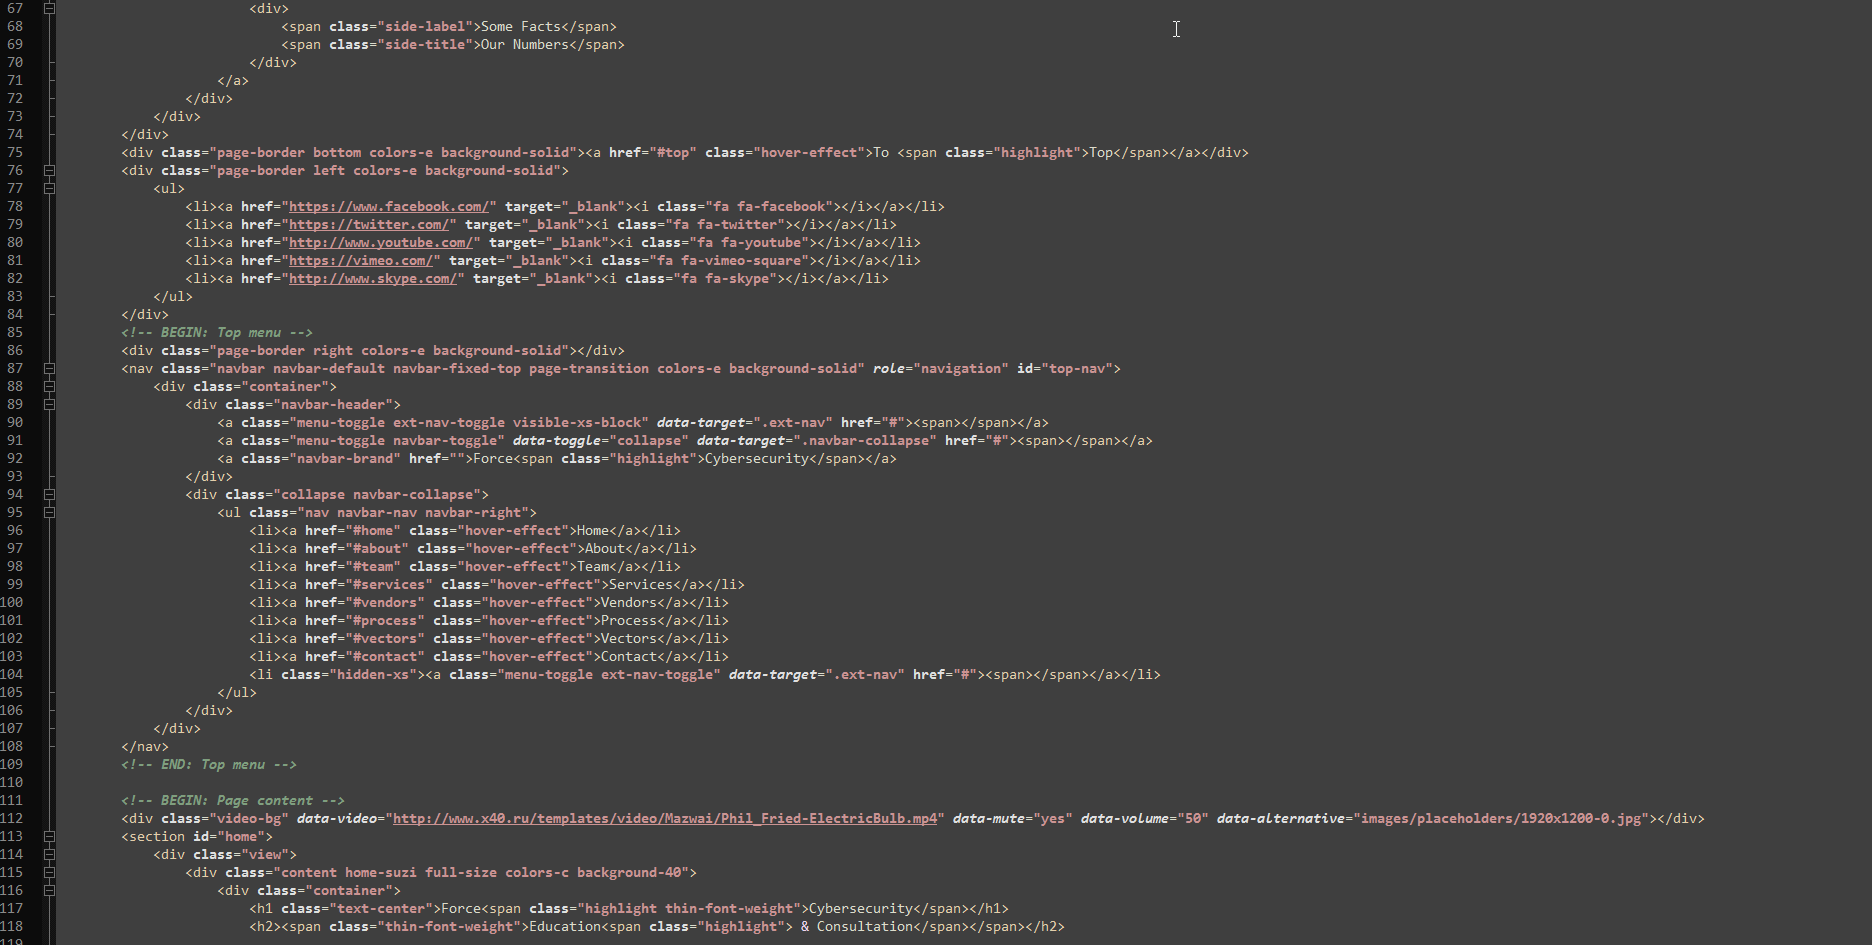 67 <div>
68 <span class="side-label">Some Facts</span>
69 <span class="side-title">Our Numbers</span>
70 </div>
71 </a>
72 </div>
73 </div>
74 </div>
75 <div class="page-border bottom colors-e background-solid"><a href="#top" class="hover-effect">To <span class="highlight">Top</span></a></div>
76 <div class="page-border left colors-e background-solid">
77 <ul>
78 <li><a href="https://www.facebook.com/" target="_blank"><i class="fa fa-facebook"></i></a></li>
79 <li><a href="https://twitter.com/" target="_blank"><i class="fa fa-twitter"></i></a></li>
80 <li><a href="http://www.youtube.com/" target="_blank"><i class="fa fa-youtube"></i></a></li>
81 <li><a href="https://vimeo.com/" target="_blank"><i class="fa fa-vimeo-square"></i></a></li>
82 <li><a href="http://www.skype.com/" target="_blank"><i class="fa fa-skype"></i></a></li>
83 </ul>
84 </div>
85 <!-- BEGIN: Top menu -->
86 <div class="page-border right colors-e background-solid"></div>
87 <nav class="navbar navbar-default navbar-fixed-top page-transition colors-e background-solid" role="navigation" id="top-nav">
88 <div class="container">
89 <div class="navbar-header">
90 <a class="menu-toggle ext-nav-toggle visible-xs-block" data-target=".ext-nav" href="#"><span></span></a>
91 <a class="menu-toggle navbar-toggle" data-toggle="collapse" data-target=".navbar-collapse" href="#"><span></span></a>
92 <a class="navbar-brand" href="">Force<span class="highlight">Cybersecurity</span></a>
93 </div>
94 <div class="collapse navbar-collapse">
95 <ul class="nav navbar-nav navbar-right">
96 <li><a href="#home" class="hover-effect">Home</a></li>
97 <li><a href="#about" class="hover-effect">About</a></li>
98 <li><a href="#team" class="hover-effect">Team</a></li>
99 <li><a href="#services" class="hover-effect">Services</a></li>
100 <li><a href="#vendors" class="hover-effect">Vendors</a></li>
101 <li><a href="#process" class="hover-effect">Process</a></li>
102 <li><a href="#vectors" class="hover-effect">Vectors</a></li>
103 <li><a href="#contact" class="hover-effect">Contact</a></li>
104 <li class="hidden-xs"><a class="menu-toggle ext-nav-toggle" data-target=".ext-nav" href="#"><span></span></a></li>
105 </ul>
106 </div>
107 </div>
108 </nav>
109 <!-- END: Top menu -->
110
111 <!-- BEGIN: Page content -->
112 <div class="video-bg" data-video="http://www.x40.ru/templates/video/Mazwai/Phil_Fried-ElectricBulb.mp4" data-mute="yes" data-volume="50" data-alternative="images/placeholders/1920x1200-0.jpg"></div>
113 <section id="home">
114 <div class="view">
115 <div class="content home-suzi full-size colors-c background-40">
116 <div class="container">
117 <h1 class="text-center">Force<span class="highlight thin-font-weight">Cybersecurity</span></h1>
118 <h2><span class="thin-font-weight">Education<span class="highlight"> & Consultation</span></span></h2>
119